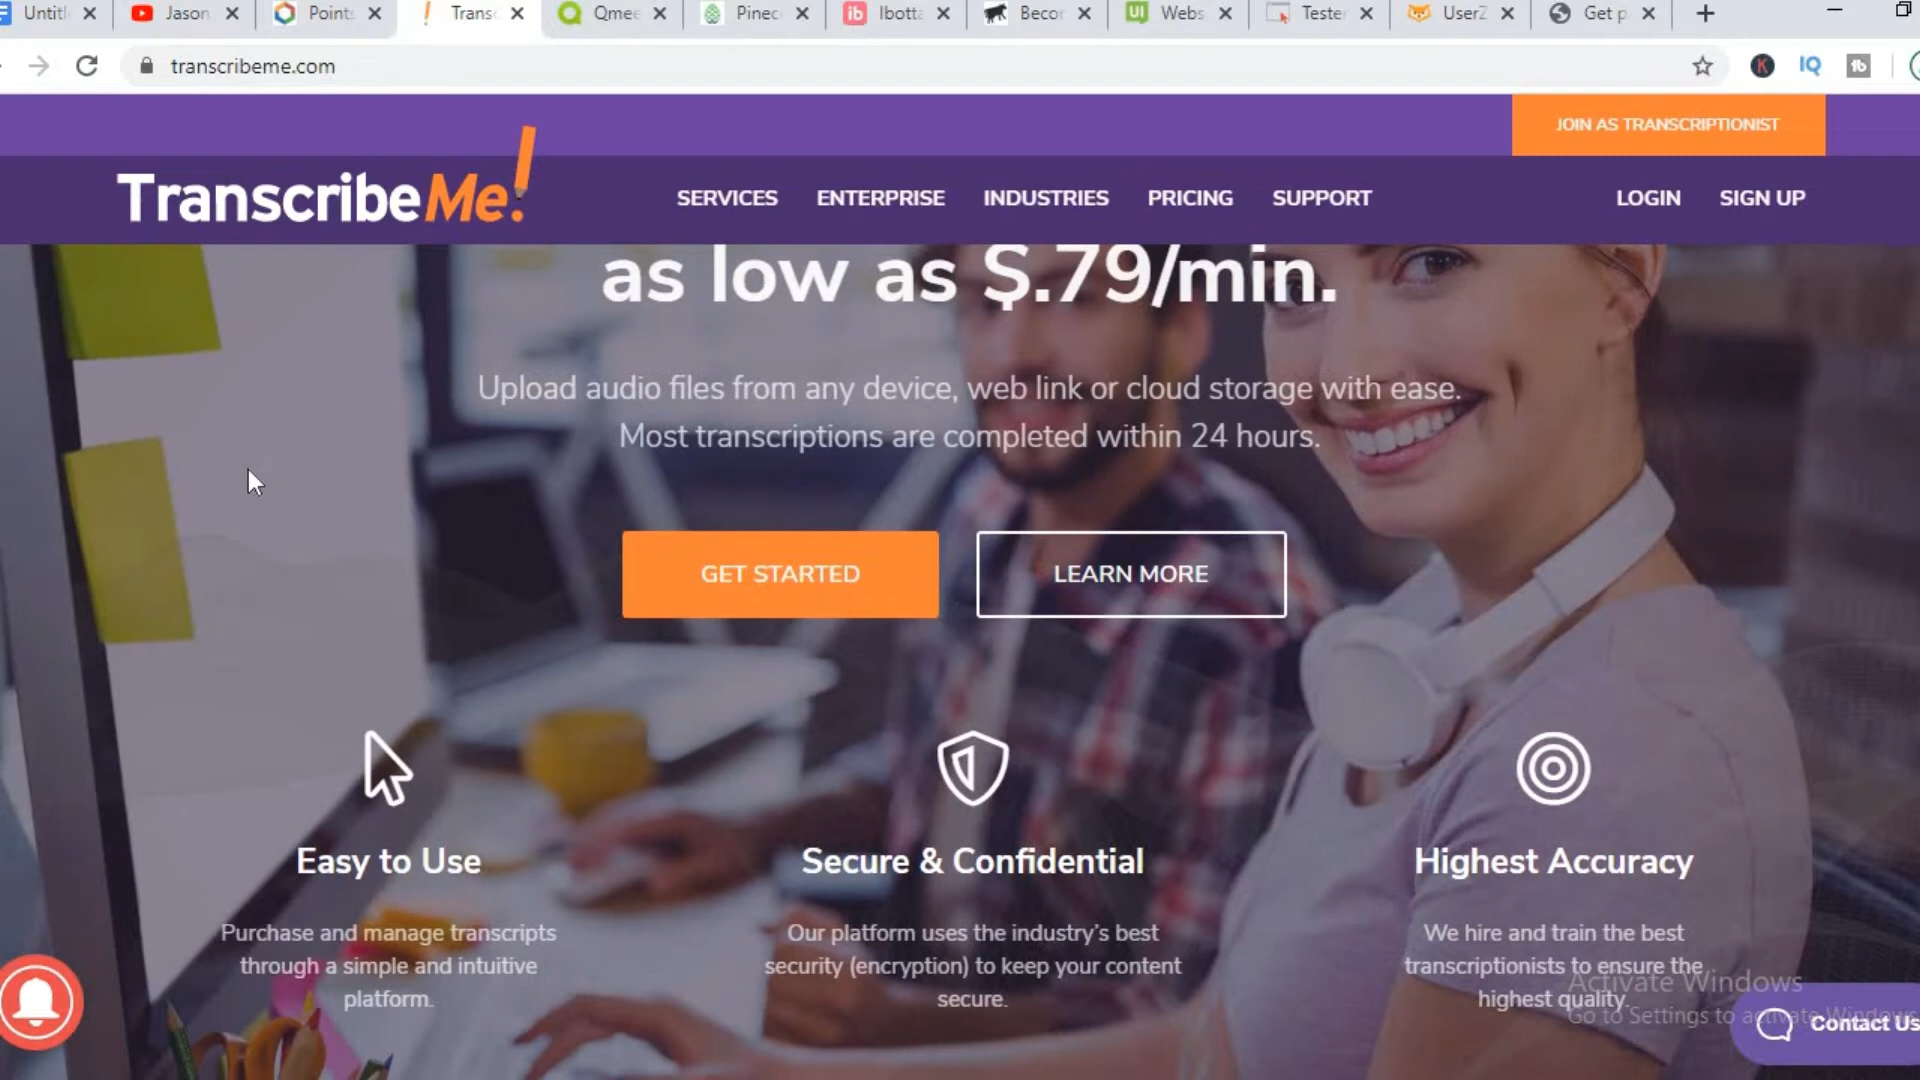 Untitl
Jason
Points
Transc
Qmee
Pinec
Ibotta
Becor
Webs
Tester
UserZ
Get p
transcribeme.com
IQ
JOIN AS TRANSCRIPTIONIST
TranscribeMe!
SERVICES
ENTERPRISE
INDUSTRIES
PRICING
SUPPORT
LOGIN
SIGN UP
as low as $.79/min.
Upload audio files from any device, web link or cloud storage with ease.
Most transcriptions are completed within 24 hours.
GET STARTED
LEARN MORE
Easy to Use
Purchase and manage transcripts
through a simple and intuitive
platform.
Secure & Confidential
Our platform uses the industry's best
security (encryption) to keep your content
secure.
Highest Accuracy
We hire and train the best
transcriptionists to ensure the
highest quality.
Activate Windows
Go to Settings to activate Windows
Contact Us